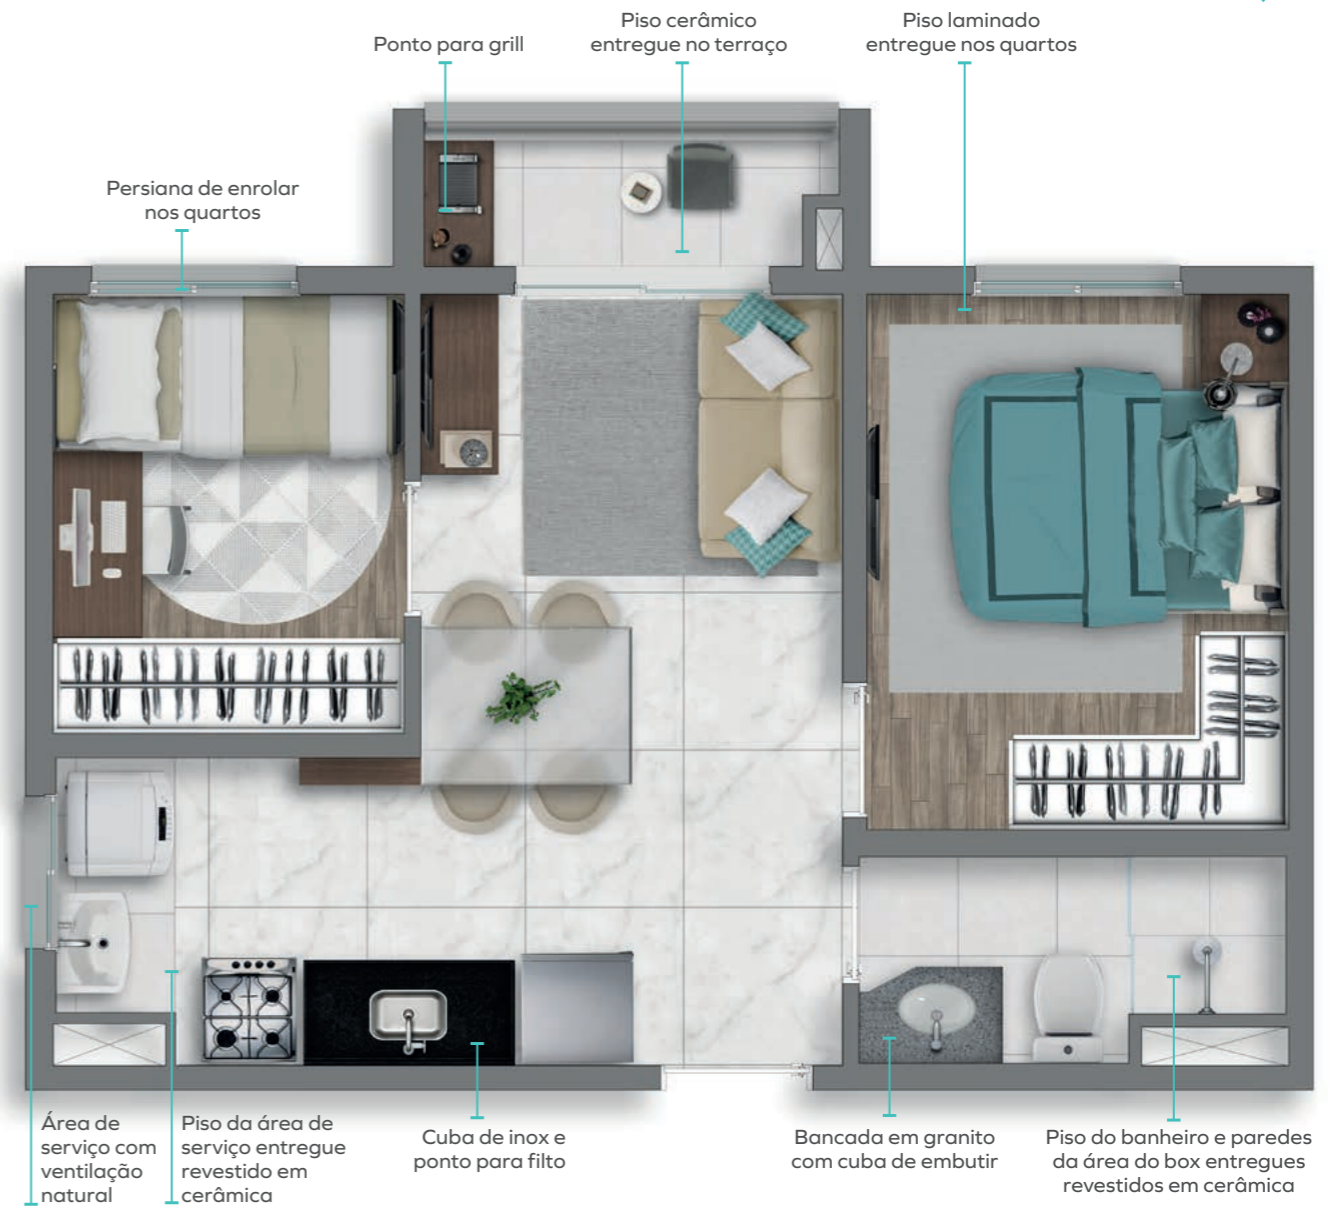 Ponto para grill
Piso cerâmico
entregue no terraço
Piso laminado
entregue nos quartos
Persiana de enrolar
nos quartos
Área de
serviço com
ventilação
natural
Piso da área de
serviço entregue
revestido em
cerâmica
Cuba de inox e
ponto para filto
Bancada em granito
com cuba de embutir
Piso do banheiro e paredes
da área do box entregues
revestidos em cerâmica